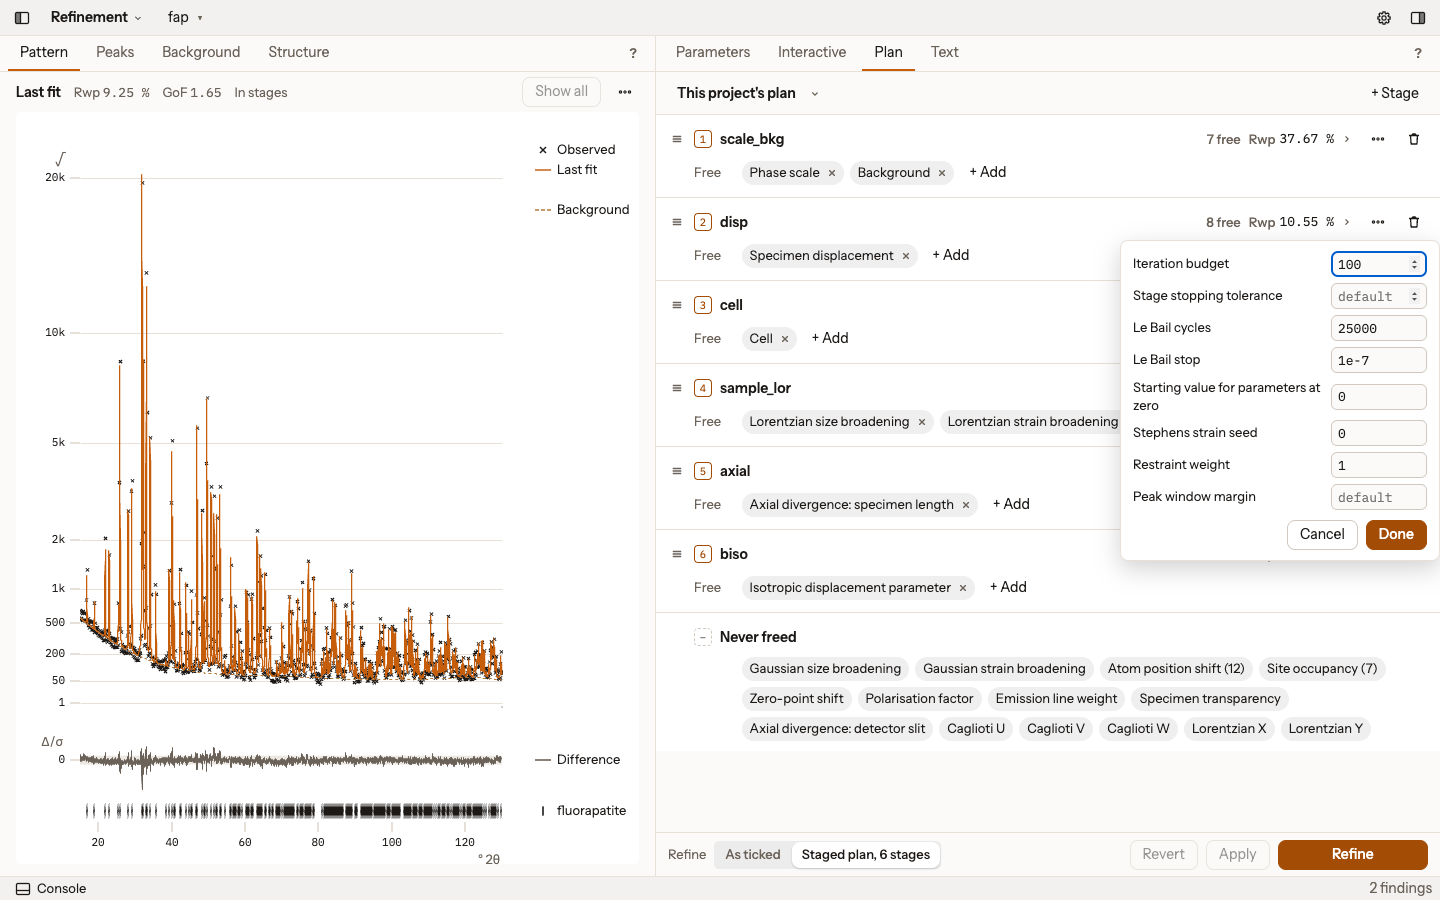 Refinement fap
Pattern Peaks Background Structure ?
Parameters Interactive Plan Text ?
Last fit Rwp 9.25 % GoF 1.65 In stages Show all
√
20k
10k
5k
2k
1k
500
200
50
1
Observed
Last fit
Background
Δ/σ
0
Difference
fluorapatite
20 40 60 80 100 120
°2θ
This project's plan + Stage
1 scale_bkg 7 free Rwp 37.67 %
Free Phase scale × Background × + Add
2 disp 8 free Rwp 10.55 %
Free Specimen displacement × + Add
3 cell
Free Cell × + Add
4 sample_lor
Free Lorentzian size broadening × Lorentzian strain broadening
5 axial
Free Axial divergence: specimen length × + Add
6 biso
Free Isotropic displacement parameter × + Add
Iteration budget 100
Stage stopping tolerance default
Le Bail cycles 25000
Le Bail stop 1e-7
Starting value for parameters at
zero 0
Stephens strain seed 0
Restraint weight 1
Peak window margin default
Cancel Done
– Never freed
Gaussian size broadening Gaussian strain broadening Atom position shift (12) Site occupancy (7)
Zero-point shift Polarisation factor Emission line weight Specimen transparency
Axial divergence: detector slit Caglioti U Caglioti V Caglioti W Lorentzian X Lorentzian Y
Refine As ticked Staged plan, 6 stages Revert Apply Refine
Console 2 findings